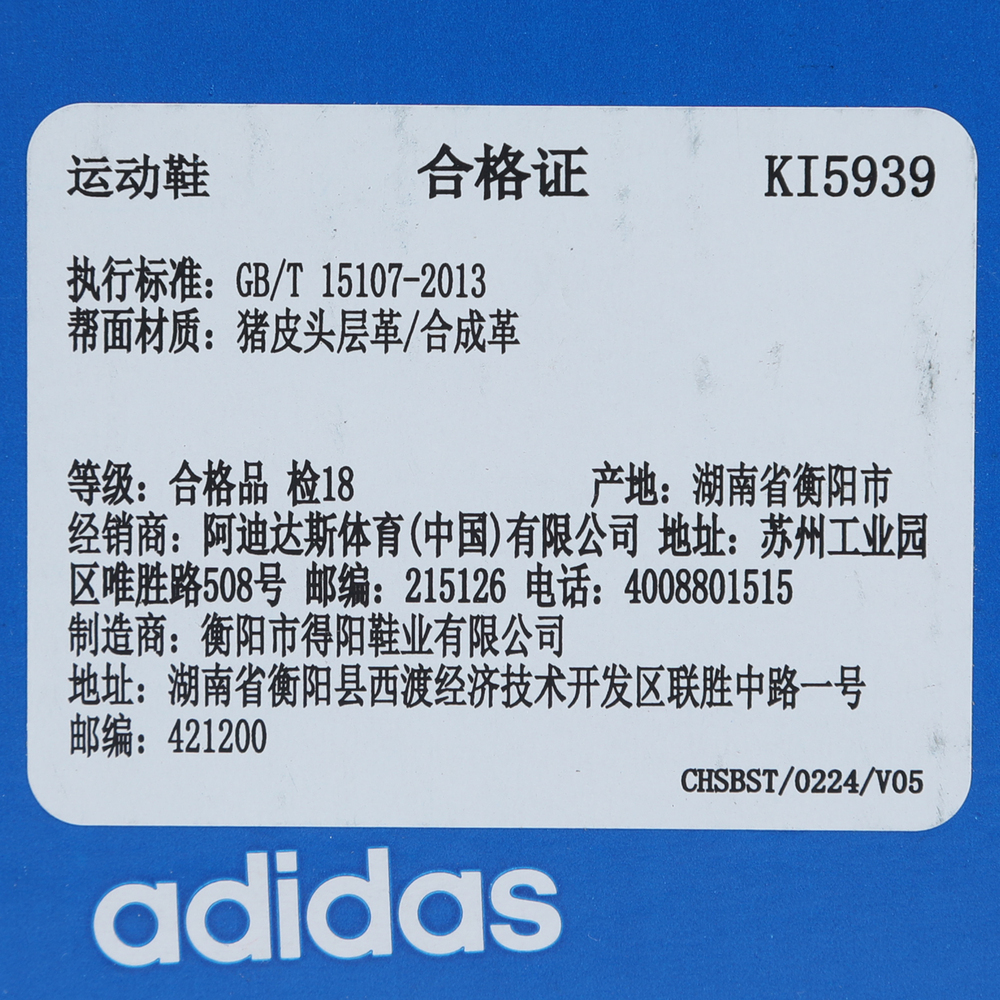 运动鞋 合格证 KI5939
执行标准：GB/T 15107-2013
帮面材质：猪皮头层革/合成革
等级：合格品 检18 产地：湖南省衡阳市
经销商：阿迪达斯体育(中国)有限公司 地址：苏州工业园
区唯胜路508号 邮编：215126 电话：4008801515
制造商：衡阳市得阳鞋业有限公司
地址：湖南省衡阳县西渡经济技术开发区联胜中路一号
邮编：421200
CHSBST/0224/V05
adidas